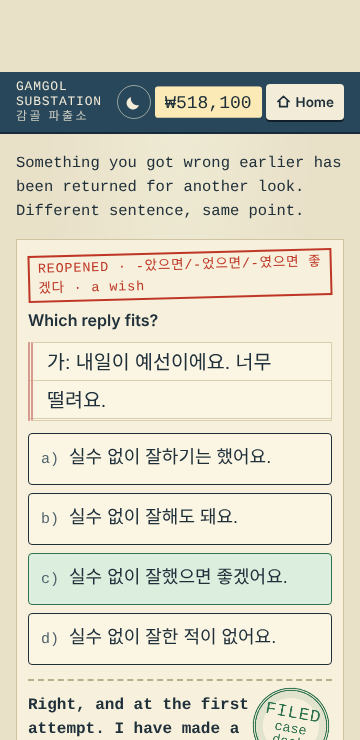 GAMGOL
SUBSTATION
감골 파출소
₩518,100
Home
Something you got wrong earlier has
been returned for another look.
Different sentence, same point.
REOPENED · -았으면/-었으면/-였으면 좋
겠다 · a wish
Which reply fits?
가: 내일이 예선이에요. 너무
떨려요.
a) 실수 없이 잘하기는 했어요.
b) 실수 없이 잘해도 돼요.
c) 실수 없이 잘했으면 좋겠어요.
d) 실수 없이 잘한 적이 없어요.
Right, and at the first
attempt. I have made a
FILED
case